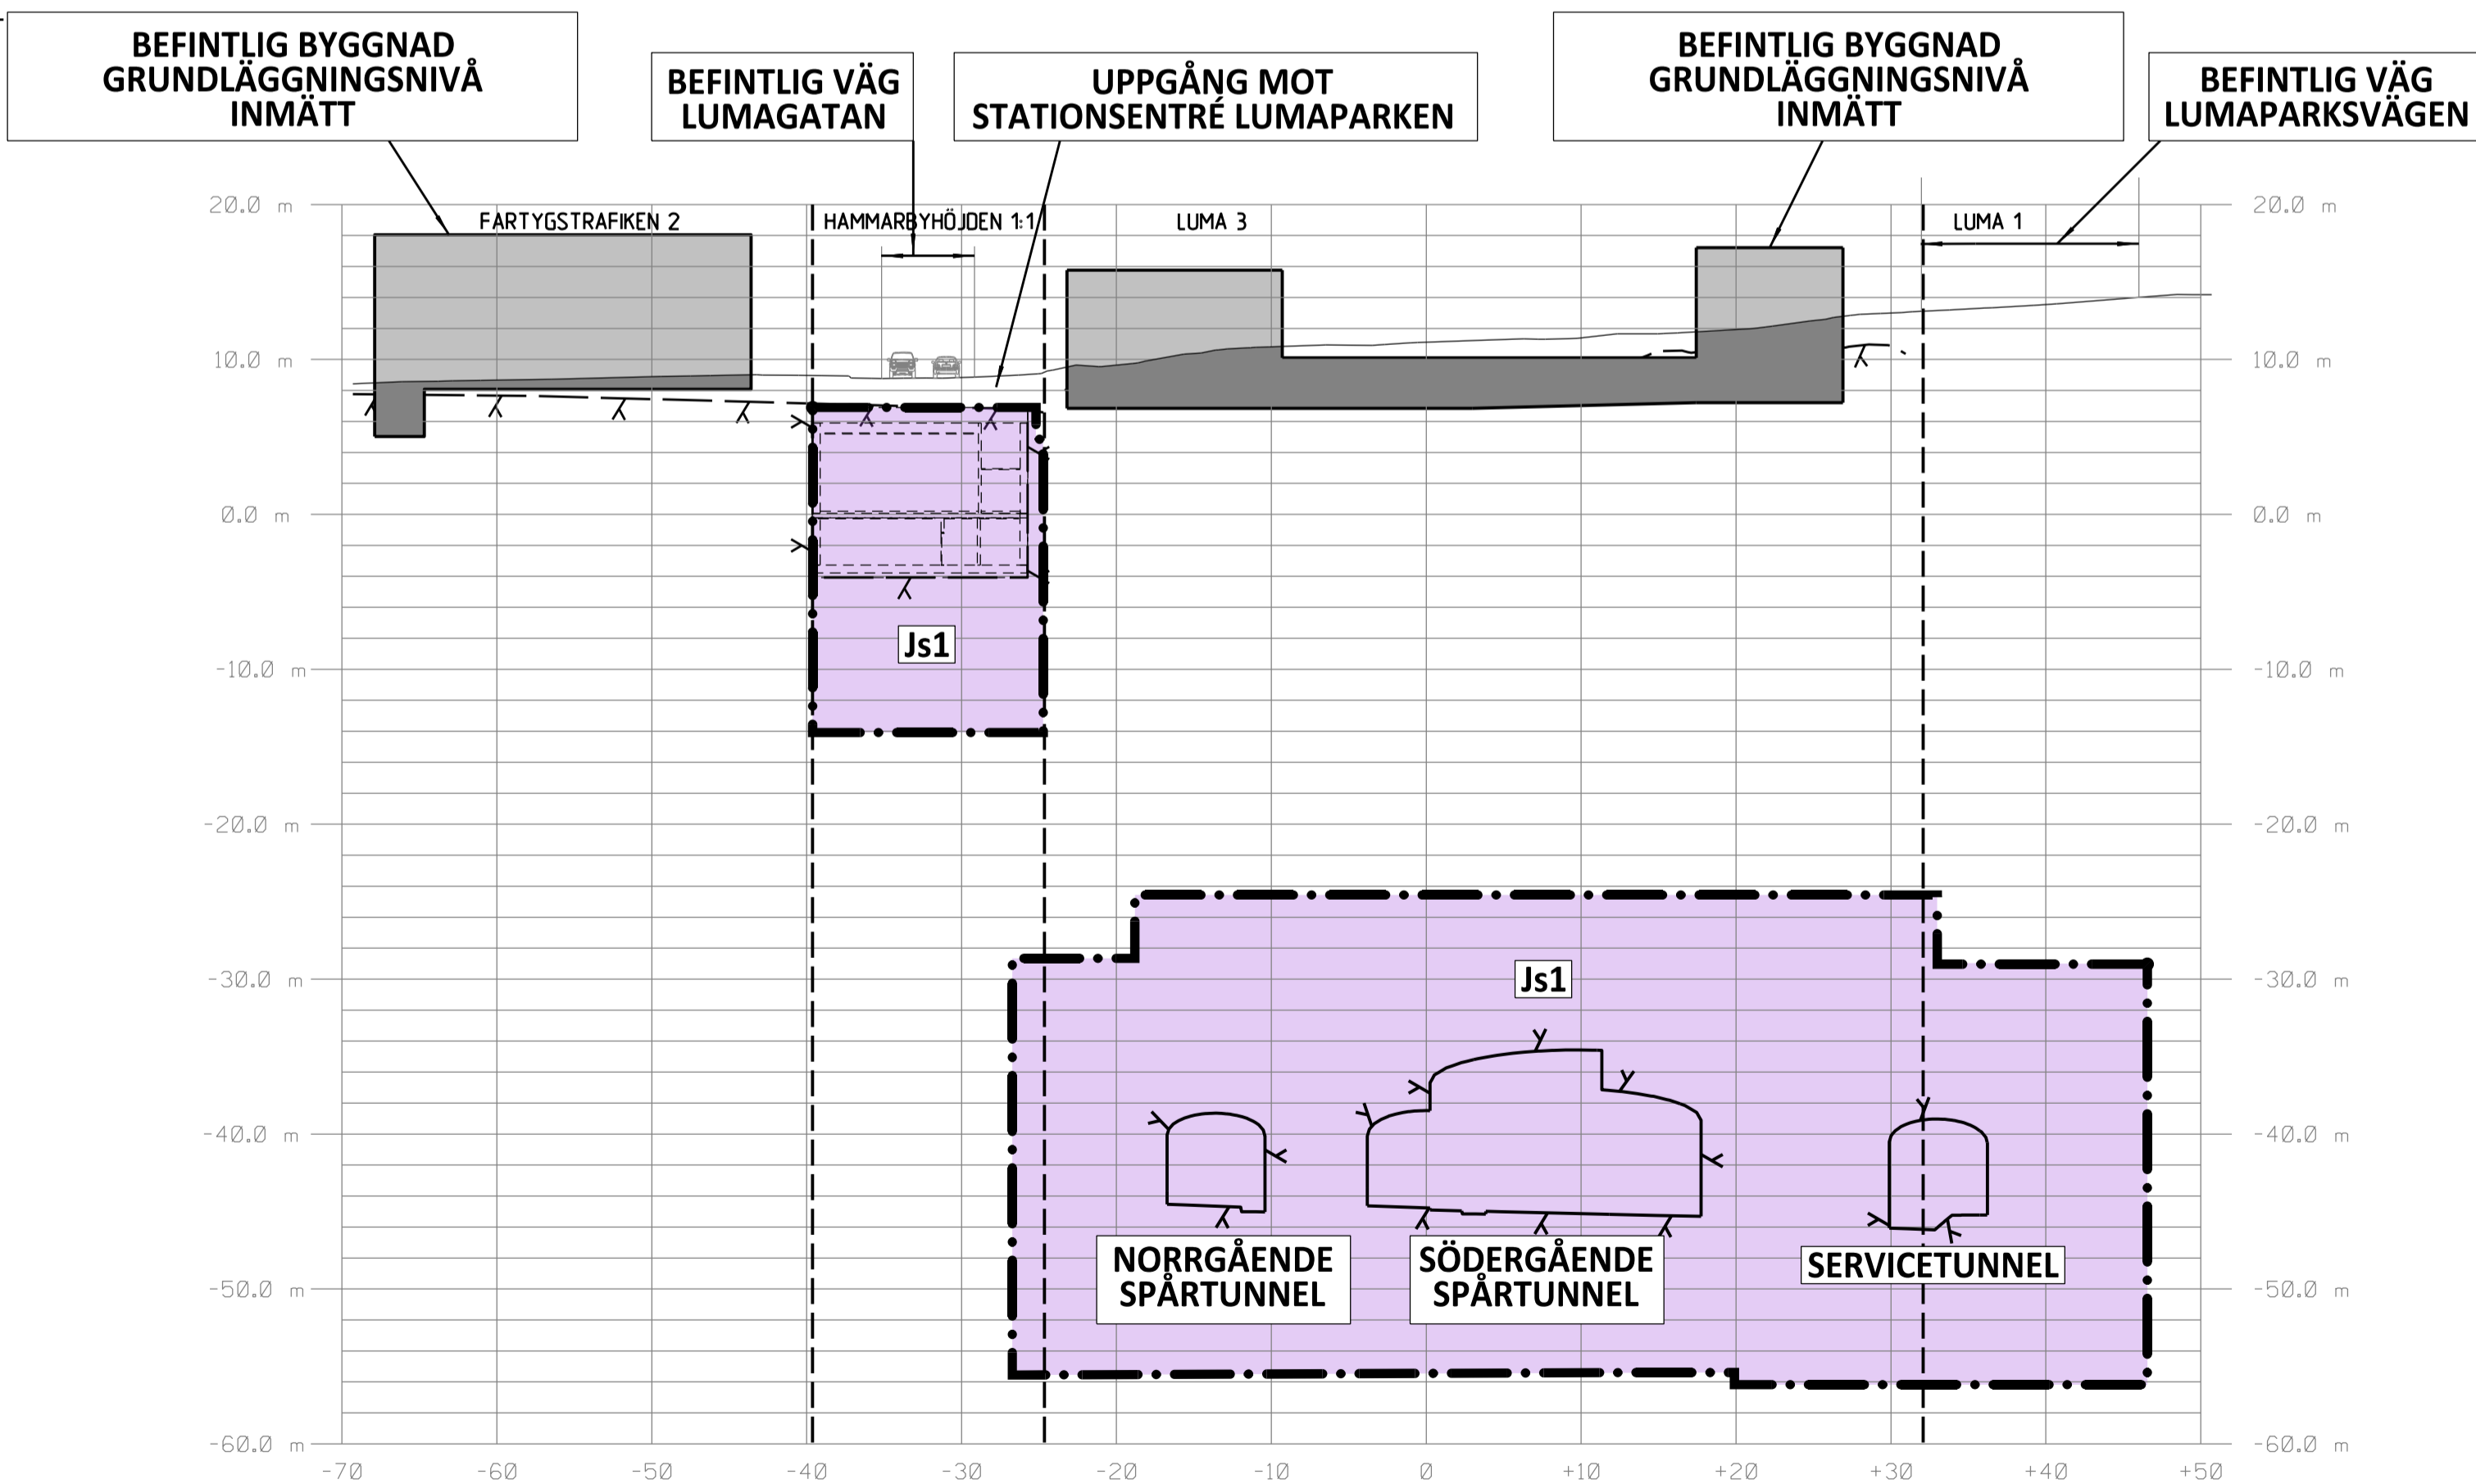 BEFINTLIG BYGGNAD
GRUNDLÄGGNINGSNIVÅ
INMÄTT
BEFINTLIG VÄG
LUMAGATAN
UPPGÅNG MOT
STATIONSENTRÉ LUMAPARKEN
BEFINTLIG BYGGNAD
GRUNDLÄGGNINGSNIVÅ
INMÄTT
BEFINTLIG VÄG
LUMAPARKSVÄGEN
20.0 m
FARTYGSTRAFIKEN 2
HAMMARBYHÖJDEN 1:1
LUMA 3
LUMA 1
20.0 m
10.0 m
10.0 m
0.0 m
0.0 m
Js1
-10.0 m
-10.0 m
-20.0 m
-20.0 m
-30.0 m
Js1
-30.0 m
-40.0 m
-40.0 m
NORRGÅENDE
SPÅRTUNNEL
SÖDERGÅENDE
SPÅRTUNNEL
SERVICETUNNEL
-50.0 m
-50.0 m
-60.0 m
-60.0 m
-70 -60 -50 -40 -30 -20 -10 0 +10 +20 +30 +40 +50